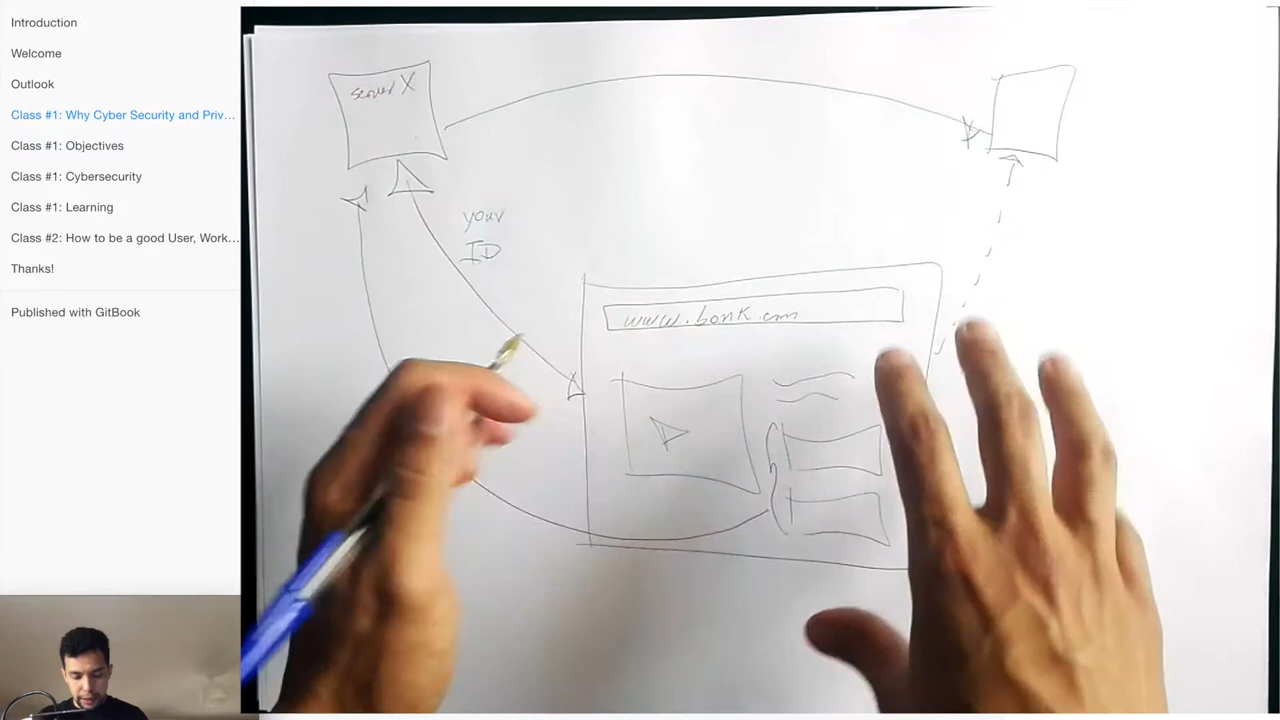 Introduction
Welcome
Outlook
Class #1: Why Cyber Security and Priv...
Class #1: Objectives
Class #1: Cybersecurity
Class #1: Learning
Class #2: How to be a good User, Work...
Thanks!
Published with GitBook
server X
your
ID
www.bonk.com